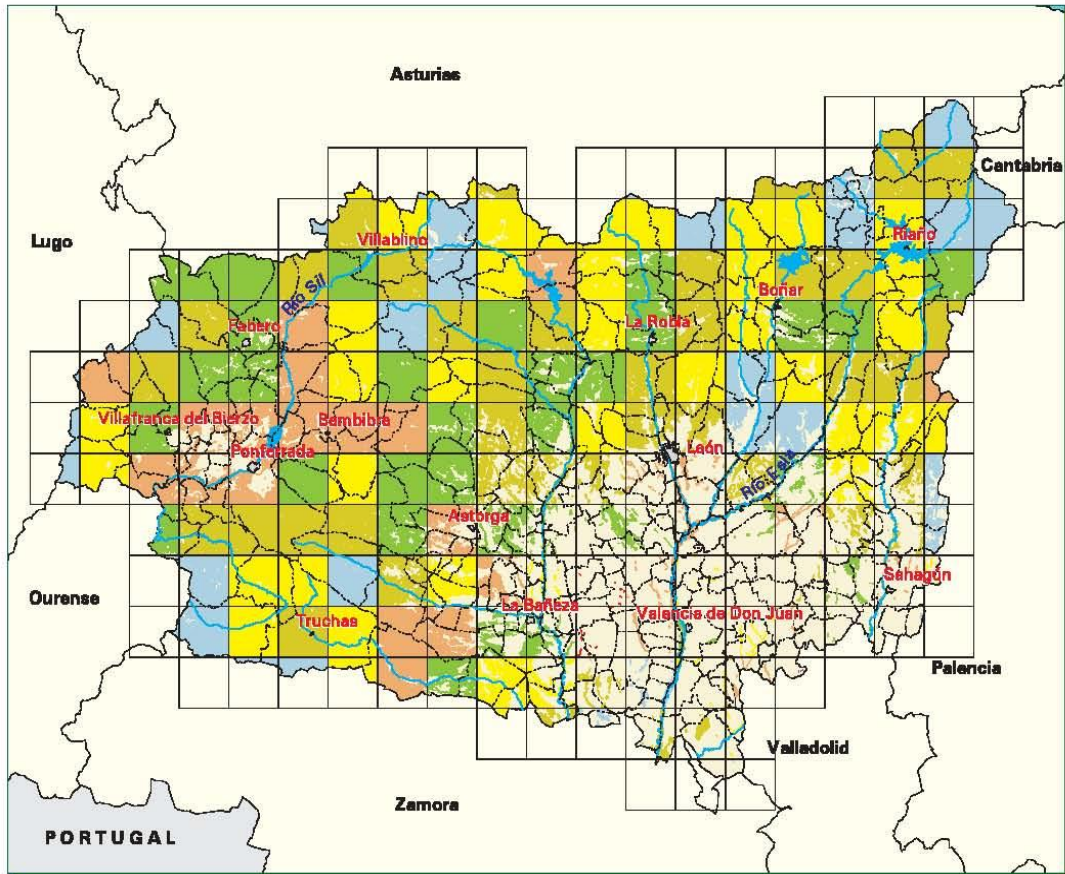 Asturias
Cantabria
Lugo
Villablino
Riaño
Río Sil
Boñar
Fabero
La Robla
Villafranca del Bierzo
Bembibre
Ponferrada
León
Río Esla
Astorga
Sahagún
Ourense
La Bañeza
Valencia de Don Juan
Truchas
Palencia
Valladolid
Zamora
PORTUGAL